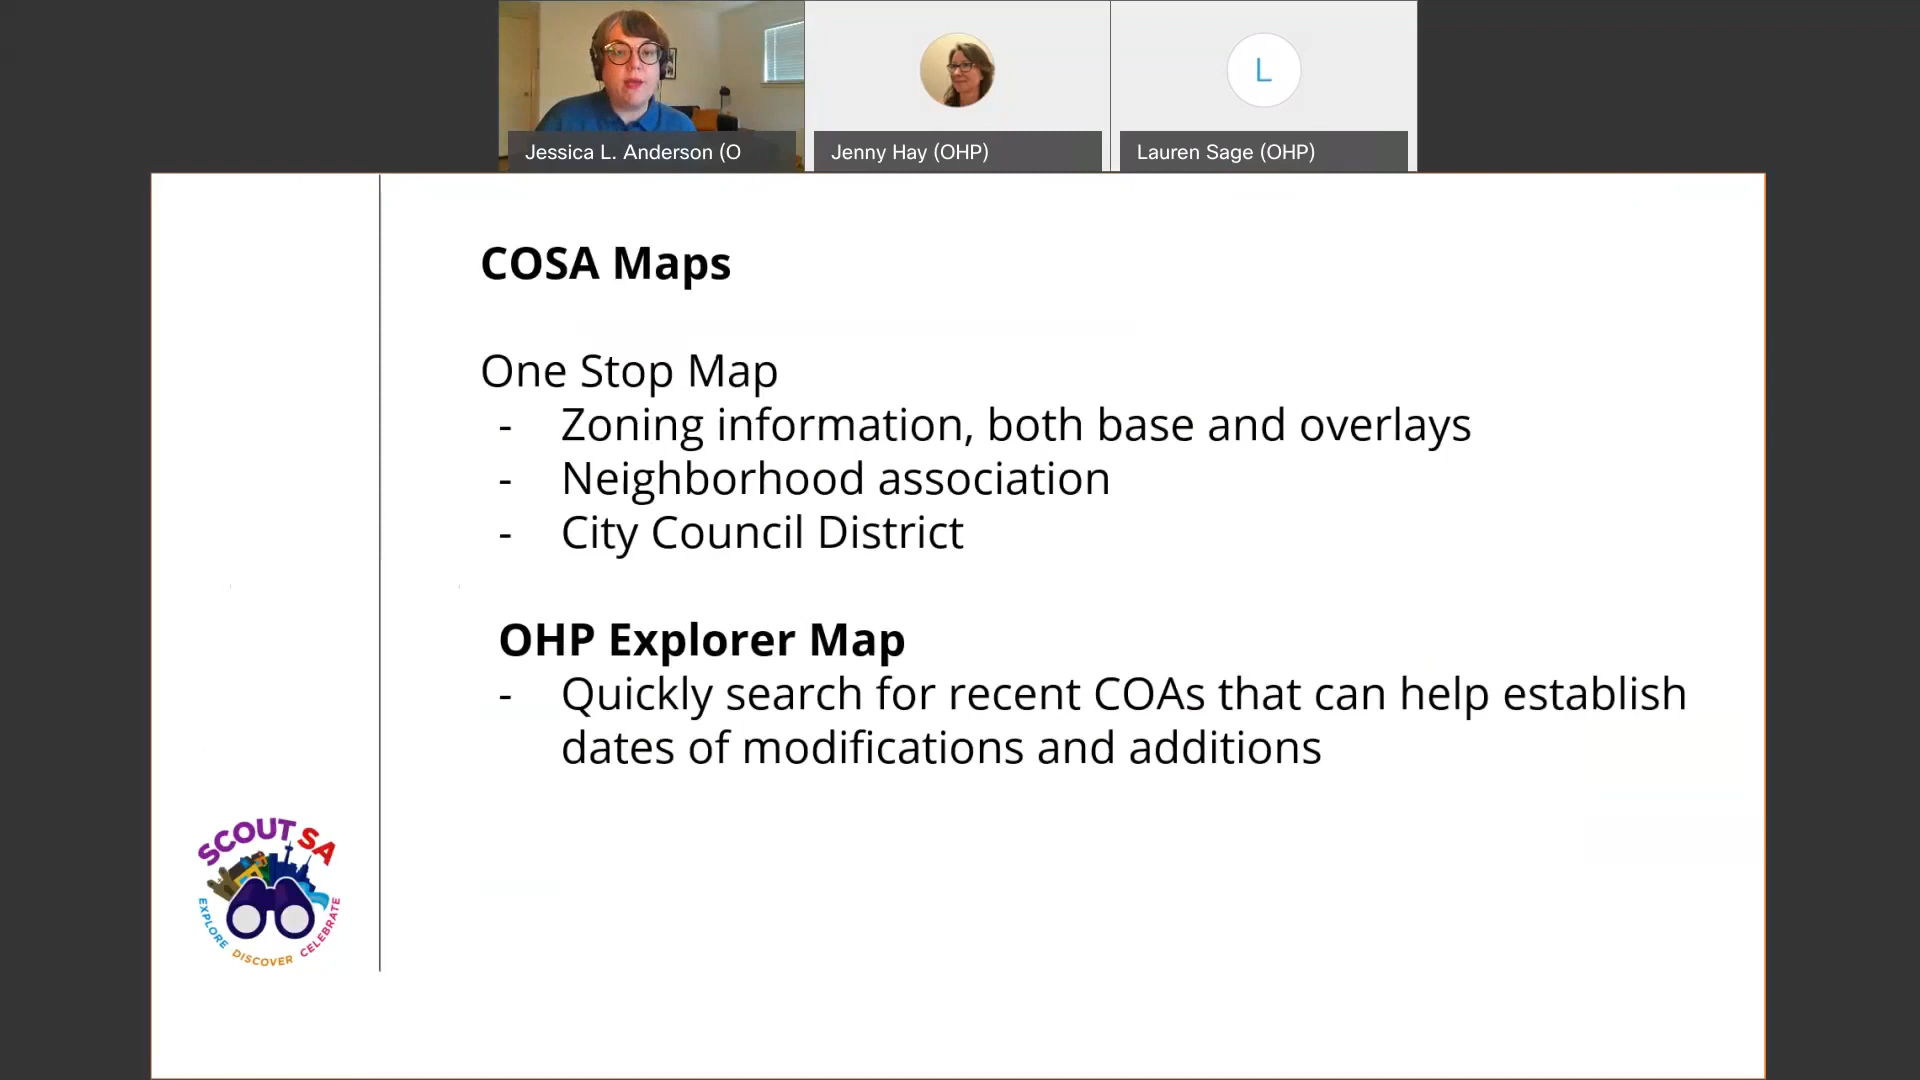 Jessica L. Anderson (O
Jenny Hay (OHP)
L
Lauren Sage (OHP)
COSA Maps
One Stop Map
- Zoning information, both base and overlays
- Neighborhood association
- City Council District
OHP Explorer Map
- Quickly search for recent COAs that can help establish
dates of modifications and additions
SCOUT SA
EXPLORE DISCOVER CELEBRATE